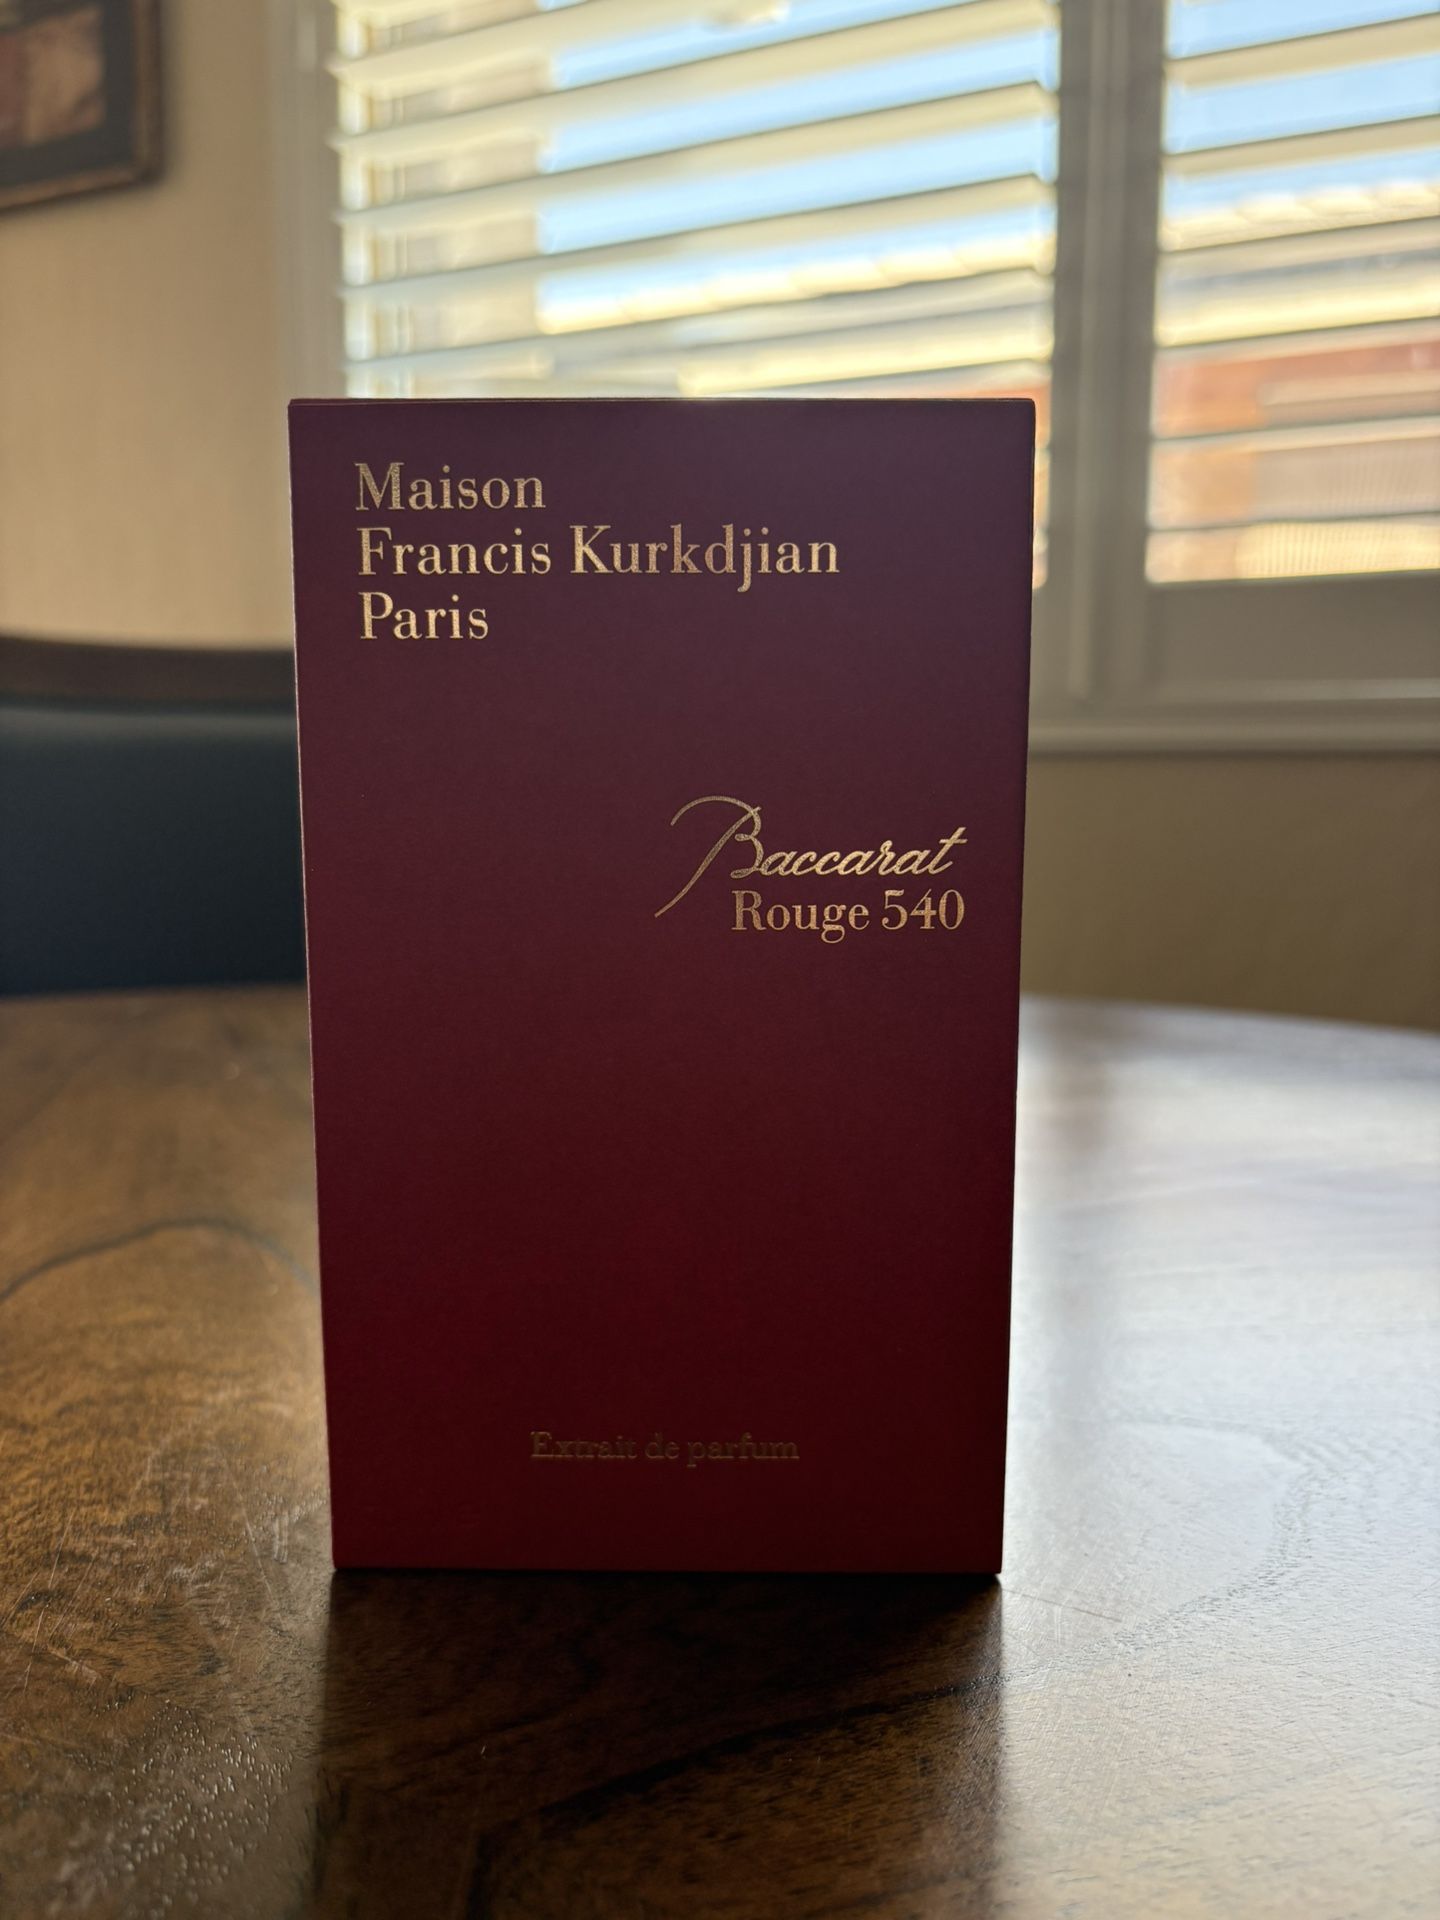 Maison
Francis Kurkdjian
Paris
Baccarat
Rouge 540
Extrait de parfum